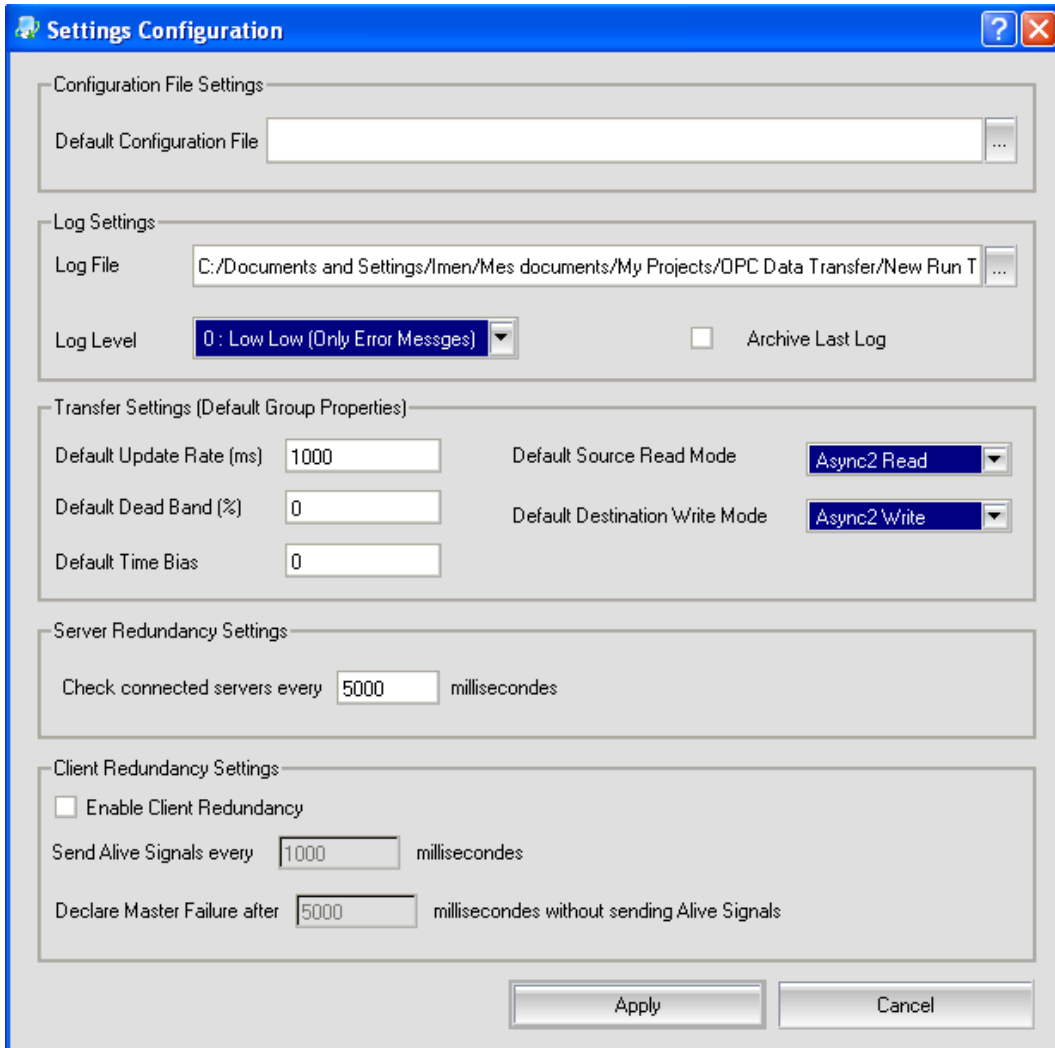 Settings Configuration
Configuration File Settings
Default Configuration File
...
Log Settings
Log File C:/Documents and Settings/Imen/Mes documents/My Projects/OPC Data Transfer/New Run T ...
Log Level 0 : Low Low (Only Error Messges) Archive Last Log
Transfer Settings (Default Group Properties)
Default Update Rate (ms) 1000 Default Source Read Mode Async2 Read
Default Dead Band (%) 0 Default Destination Write Mode Async2 Write
Default Time Bias 0
Server Redundancy Settings
Check connected servers every 5000 millisecondes
Client Redundancy Settings
Enable Client Redundancy
Send Alive Signals every 1000 millisecondes
Declare Master Failure after 5000 millisecondes without sending Alive Signals
Apply Cancel